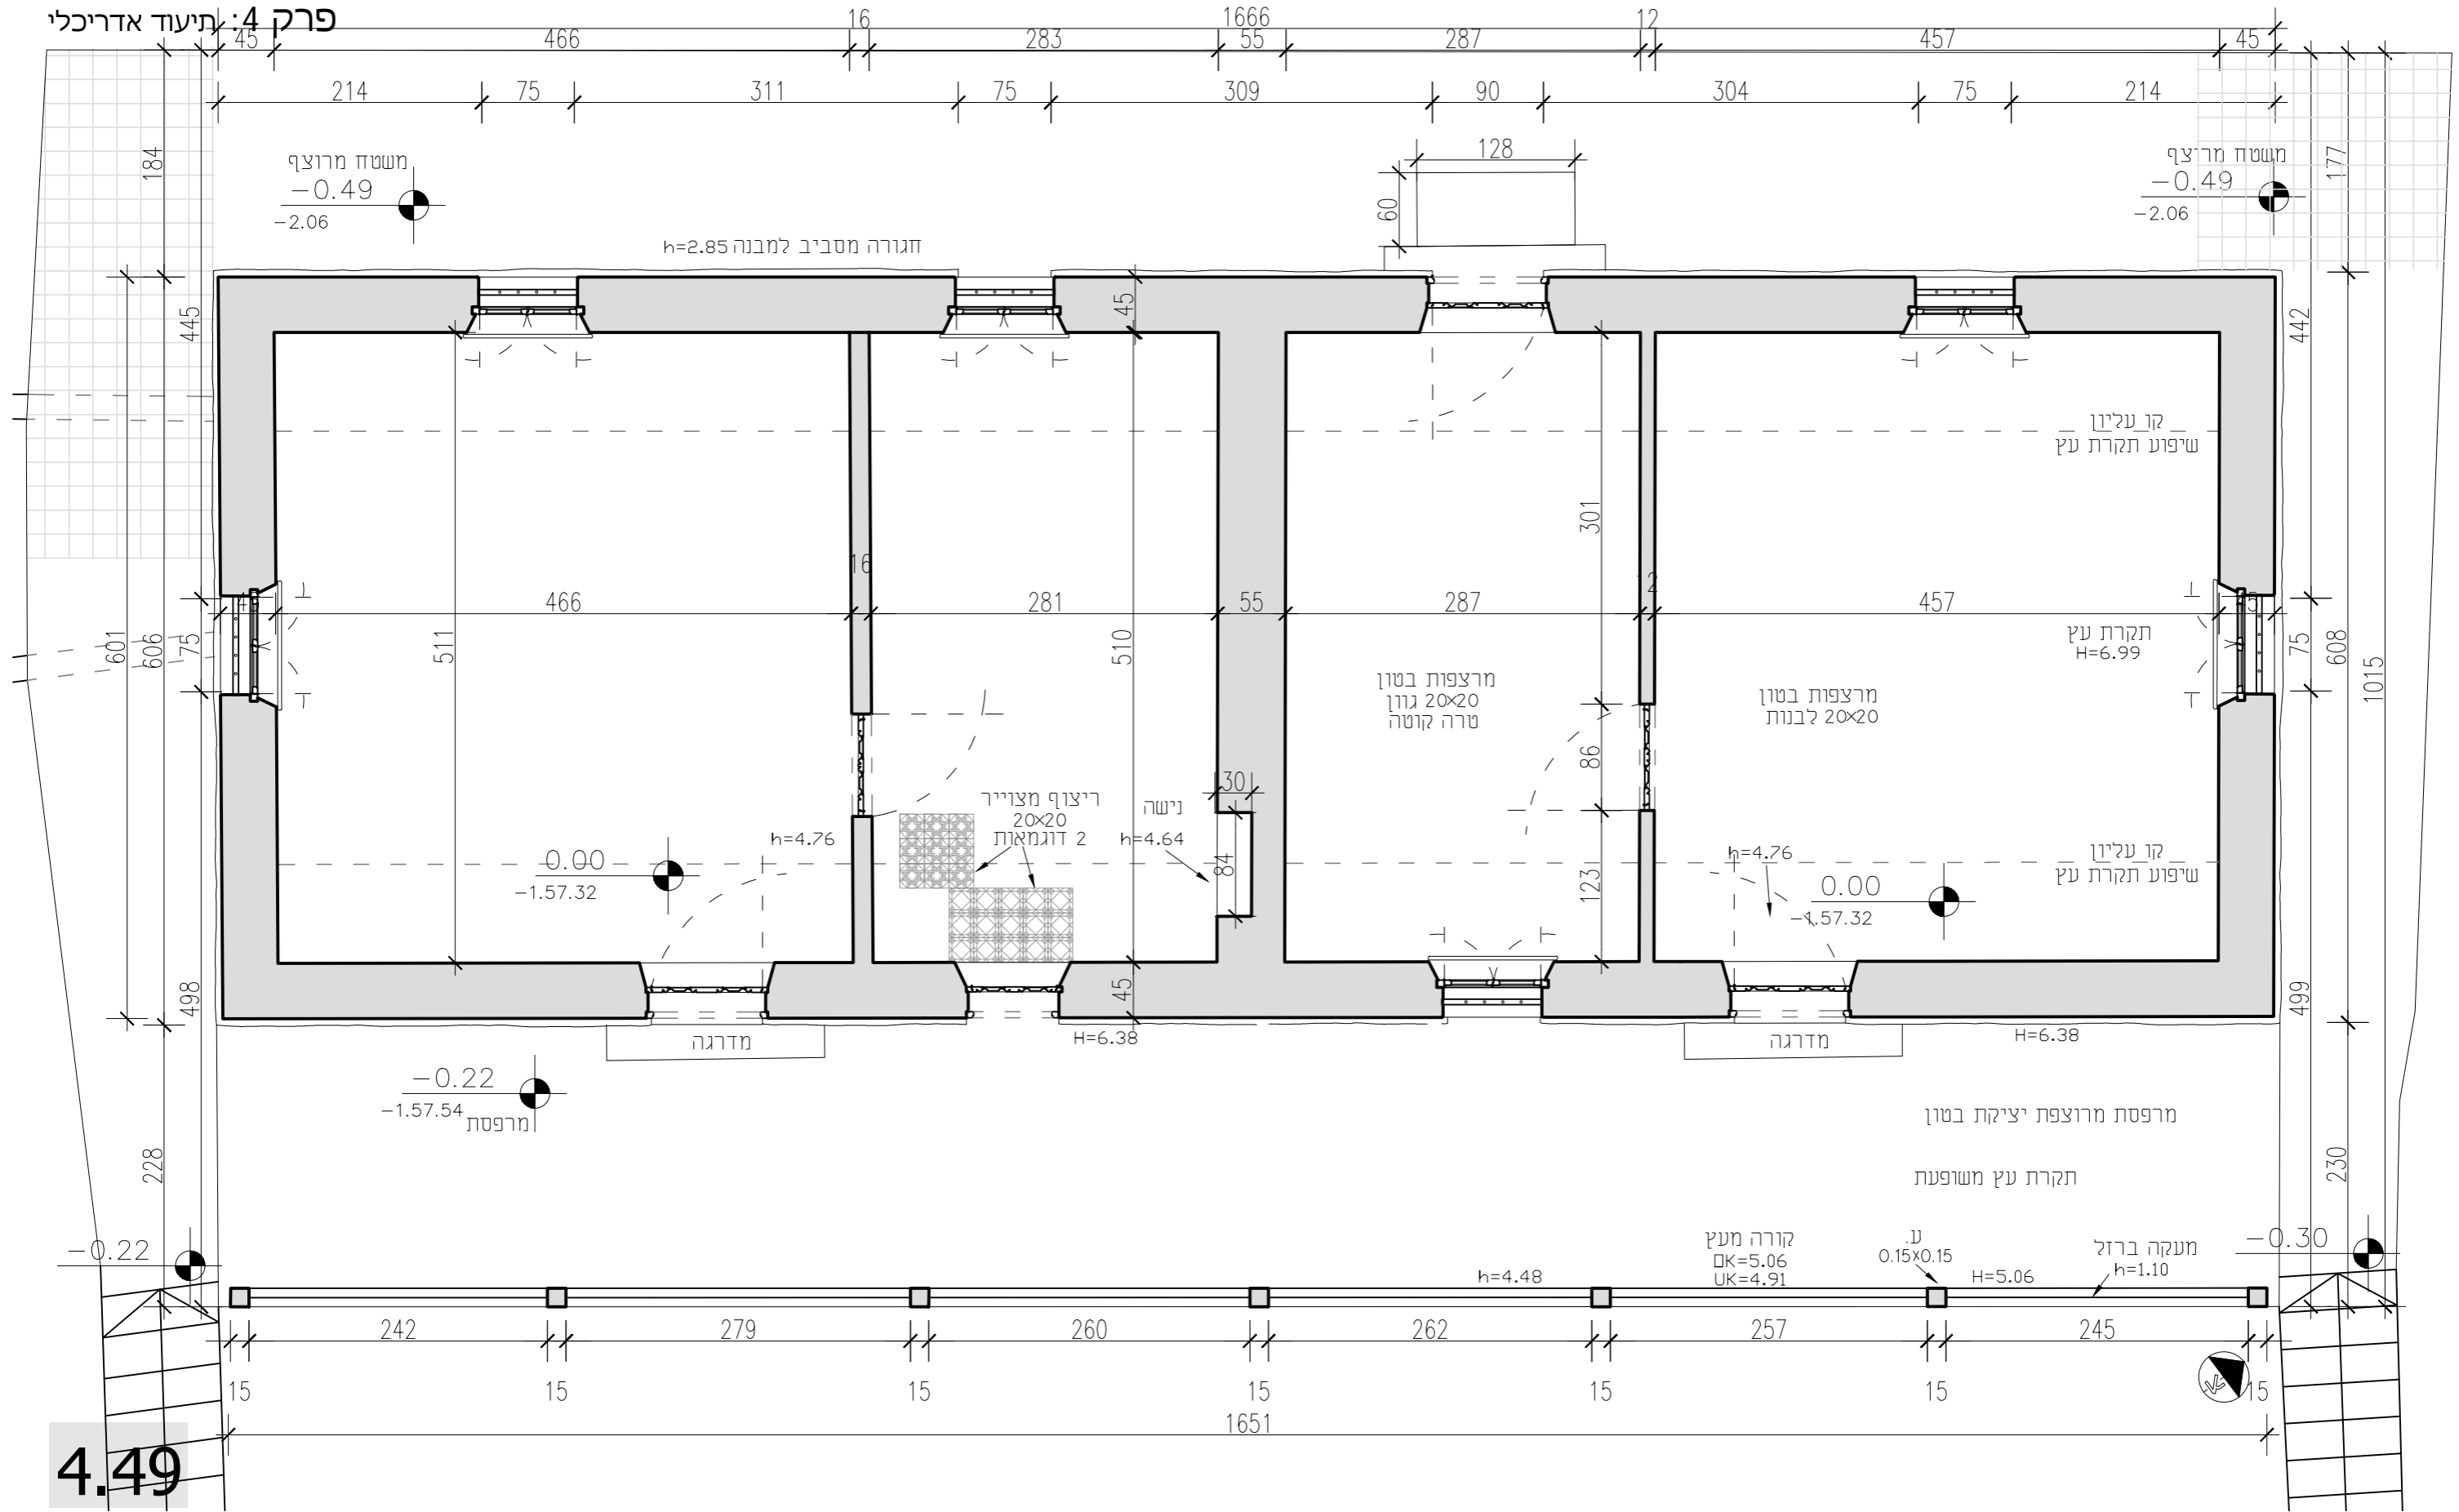 פרק 4: תיעוד אדריכלי
16 1666 12
45 466 283 55 287 457 45
214 75 311 75 309 90 304 75 214
184
177
משטח מרוצף
-0.49
-2.06
128
60
משטח מרוצף
-0.49
-2.06
חגורה מסביב למבנה h=2.85
445
45
442
קו עליון
שיפוע תקרת עץ
301
16
12
466 281 55 287 457
601 606 75
511
510
75 608 1015
תקרת עץ
H=6.99
מרצפות בטון
20×20 גוון
טרה קוטה
מרצפות בטון
20×20 לבנות
86
30
ריצוף מצוייר
20×20
2 דוגמאות
נישה
h=4.64
h=4.76
84
0.00
-1.57.32
123
h=4.76
0.00
-1.57.32
קו עליון
שיפוע תקרת עץ
498
45
499
מדרגה
H=6.38
מדרגה
H=6.38
-0.22
-1.57.54
מרפסת
מרפסת מרוצפת יציקת בטון
228
230
תקרת עץ משופעת
-0.22
h=4.48
קורה מעץ
K=5.06
UK=4.91
ע.
0.15×0.15
H=5.06
מעקה ברזל
h=1.10
-0.30
242 279 260 262 257 245
15 15 15 15 15 15 15
1651
4.49